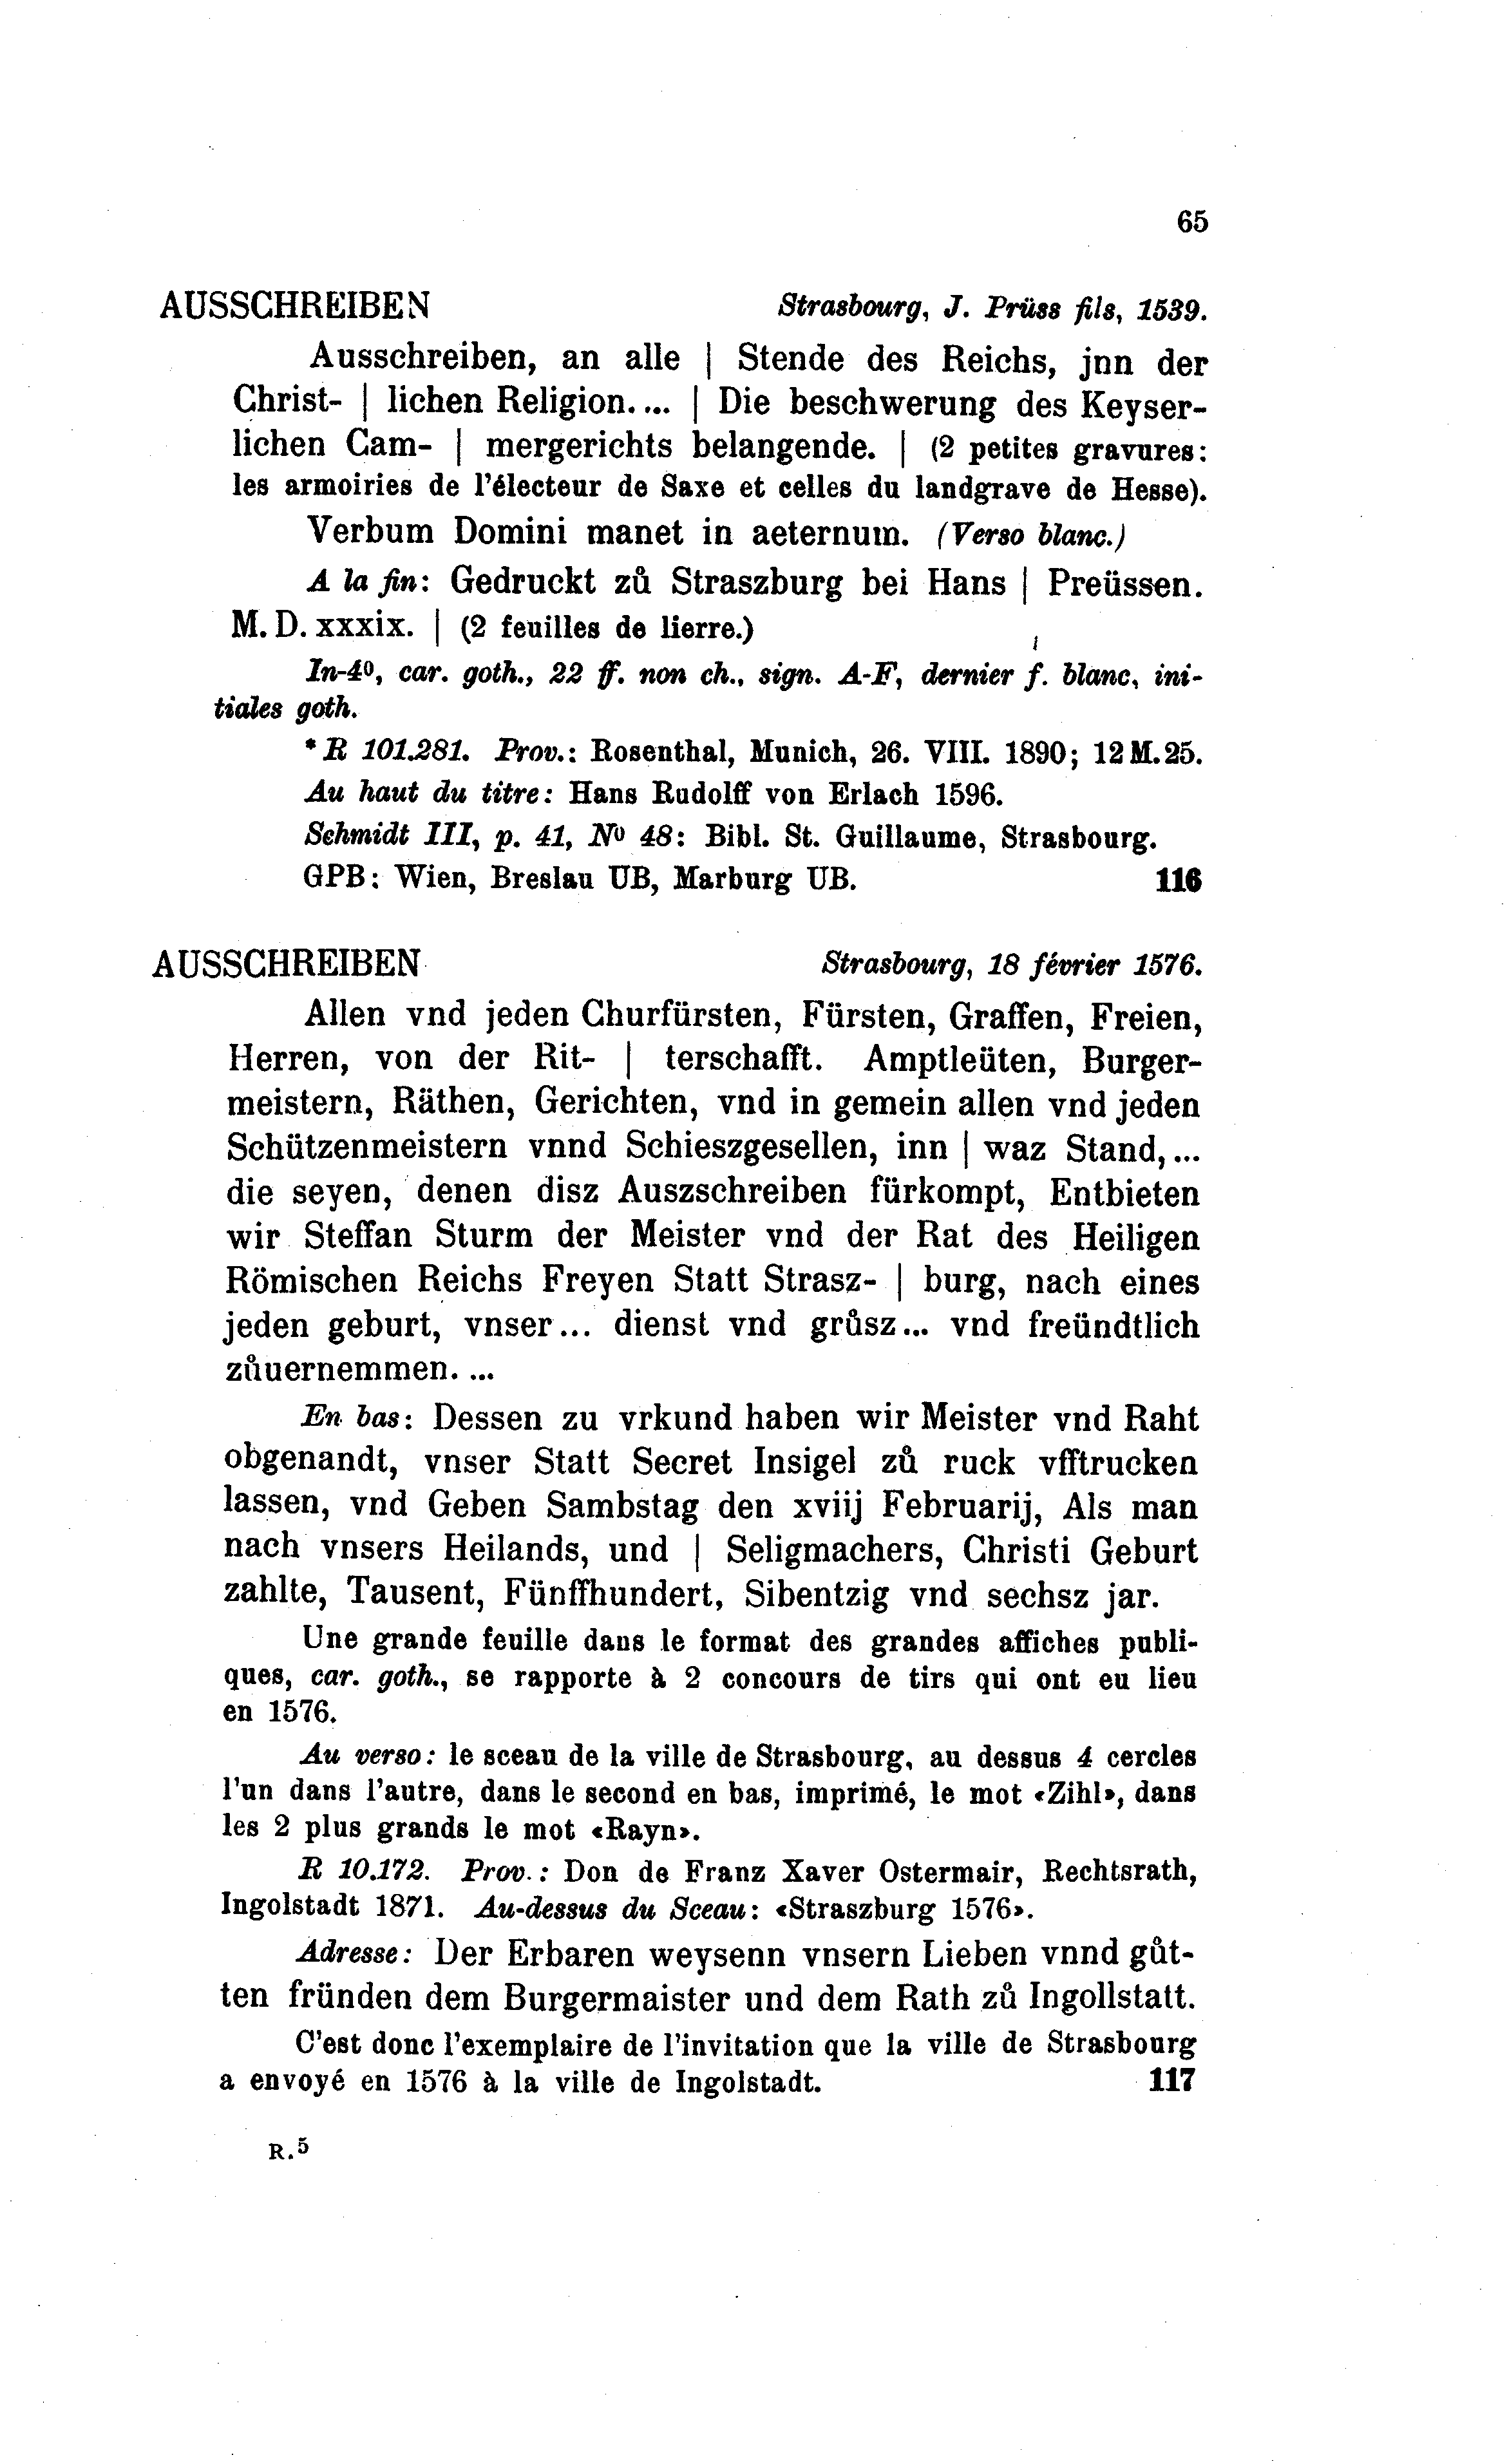 65
AUSSCHREIBEN Strasbourg, J. Prüss fils, 1539.
Ausschreiben, an alle | Stende des Reichs, jnn der
Christ- | lichen Religion.... | Die beschwerung des Keyser-
lichen Cam- | mergerichts belangende. | (2 petites gravures:
les armoiries de l'électeur de Saxe et celles du landgrave de Hesse).
Verbum Domini manet in aeternum. (Verso blanc.)
A la fin: Gedruckt zů Straszburg bei Hans | Preüssen.
M. D. xxxix. | (2 feuilles de lierre.)
In-4º, car. goth., 22 ff. non ch., sign. A-F, dernier f. blanc, ini-
tiales goth.
*R 101.281. Prov.: Rosenthal, Munich, 26. VIII. 1890; 12 M. 25.
Au haut du titre: Hans Rudolff von Erlach 1596.
Schmidt III, p. 41, Nº 48: Bibl. St. Guillaume, Strasbourg.
GPB: Wien, Breslau UB, Marburg UB. 116
AUSSCHREIBEN Strasbourg, 18 février 1576.
Allen vnd jeden Churfürsten, Fürsten, Graffen, Freien,
Herren, von der Rit- | terschafft. Amptleüten, Burger-
meistern, Räthen, Gerichten, vnd in gemein allen vnd jeden
Schützenmeistern vnnd Schieszgesellen, inn | waz Stand,...
die seyen, denen disz Auszschreiben fürkompt, Entbieten
wir Steffan Sturm der Meister vnd der Rat des Heiligen
Römischen Reichs Freyen Statt Strasz- | burg, nach eines
jeden geburt, vnser... dienst vnd grůsz... vnd freündtlich
zůuernemmen. ...
En bas: Dessen zu vrkund haben wir Meister vnd Raht
obgenandt, vnser Statt Secret Insigel zů ruck vfftrucken
lassen, vnd Geben Sambstag den xviij Februarij, Als man
nach vnsers Heilands, und | Seligmachers, Christi Geburt
zahlte, Tausent, Fünffhundert, Sibentzig vnd sechsz jar.
Une grande feuille dans le format des grandes affiches publi-
ques, car. goth., se rapporte à 2 concours de tirs qui ont eu lieu
en 1576.
Au verso: le sceau de la ville de Strasbourg, au dessus 4 cercles
l'un dans l'autre, dans le second en bas, imprimé, le mot «Zihl», dans
les 2 plus grands le mot «Rayn».
R 10.172. Prov.: Don de Franz Xaver Ostermair, Rechtsrath,
Ingolstadt 1871. Au-dessus du Sceau: «Straszburg 1576».
Adresse: Der Erbaren weysenn vnsern Lieben vnnd gůt-
ten fründen dem Burgermaister und dem Rath zů Ingollstatt.
C'est donc l'exemplaire de l'invitation que la ville de Strasbourg
a envoyé en 1576 à la ville de Ingolstadt. 117
R. 5